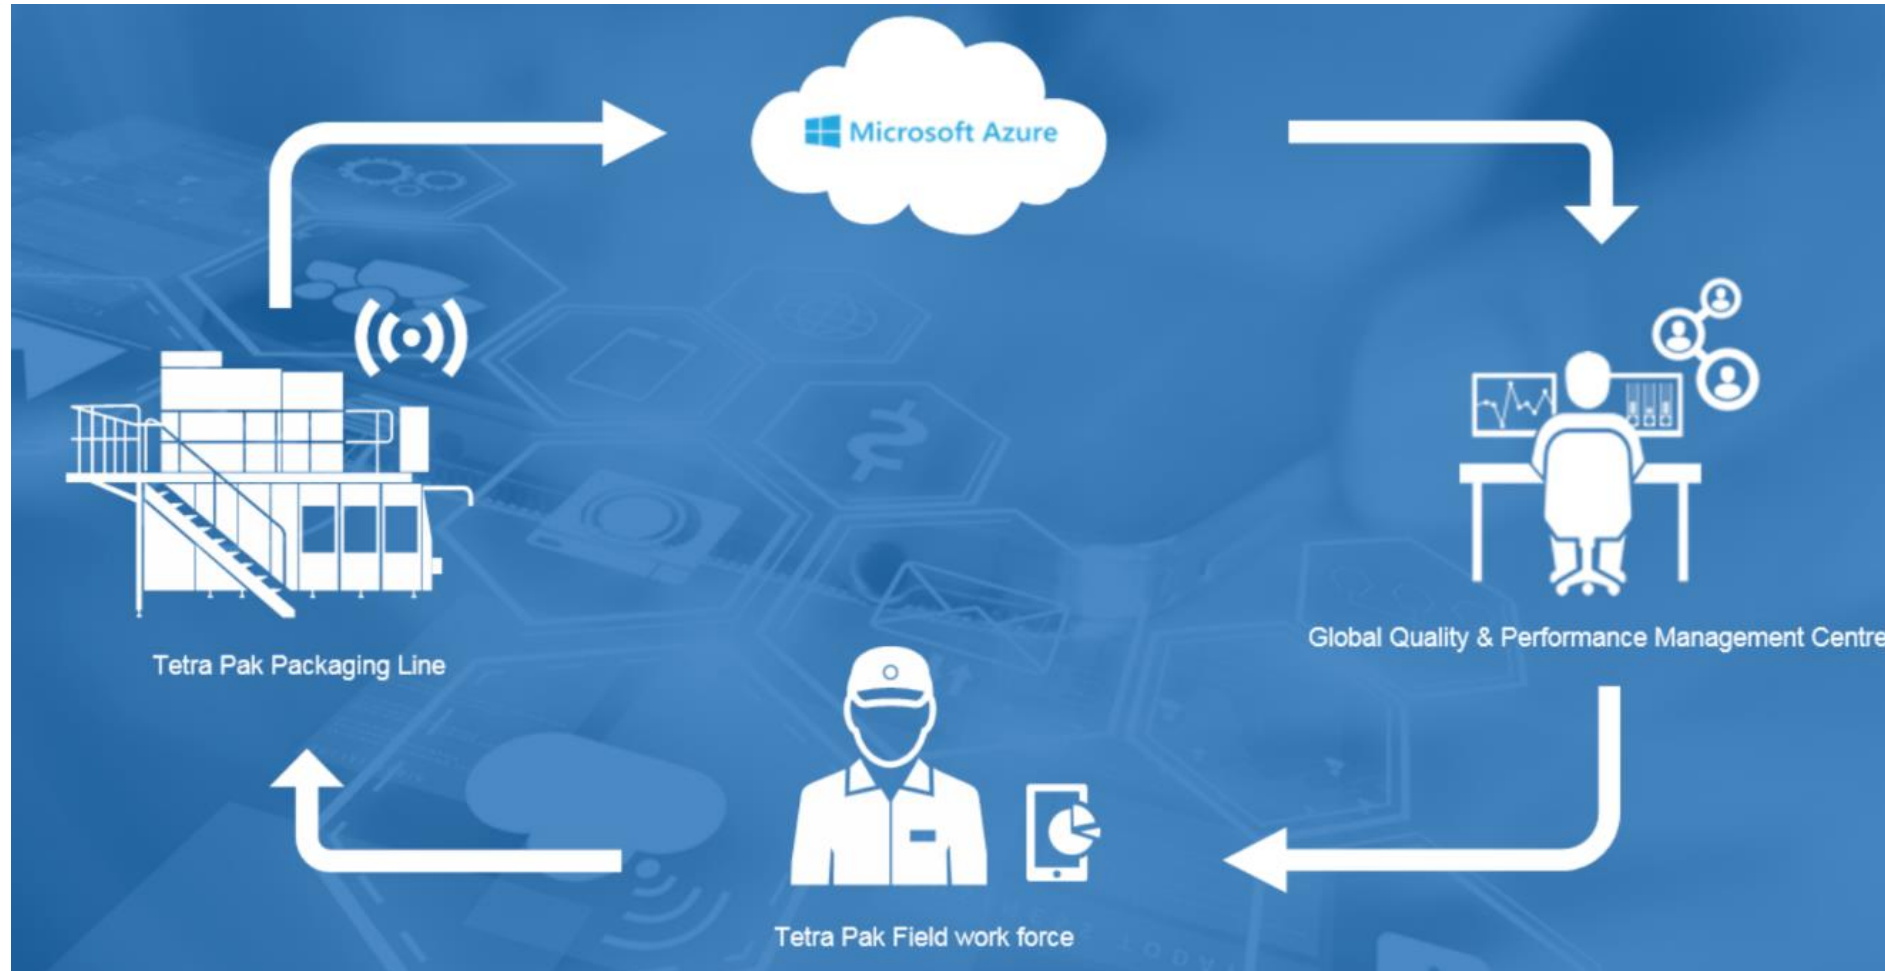 Microsoft Azure
Global Quality & Performance Management Centre
Tetra Pak Packaging Line
Tetra Pak Field work force